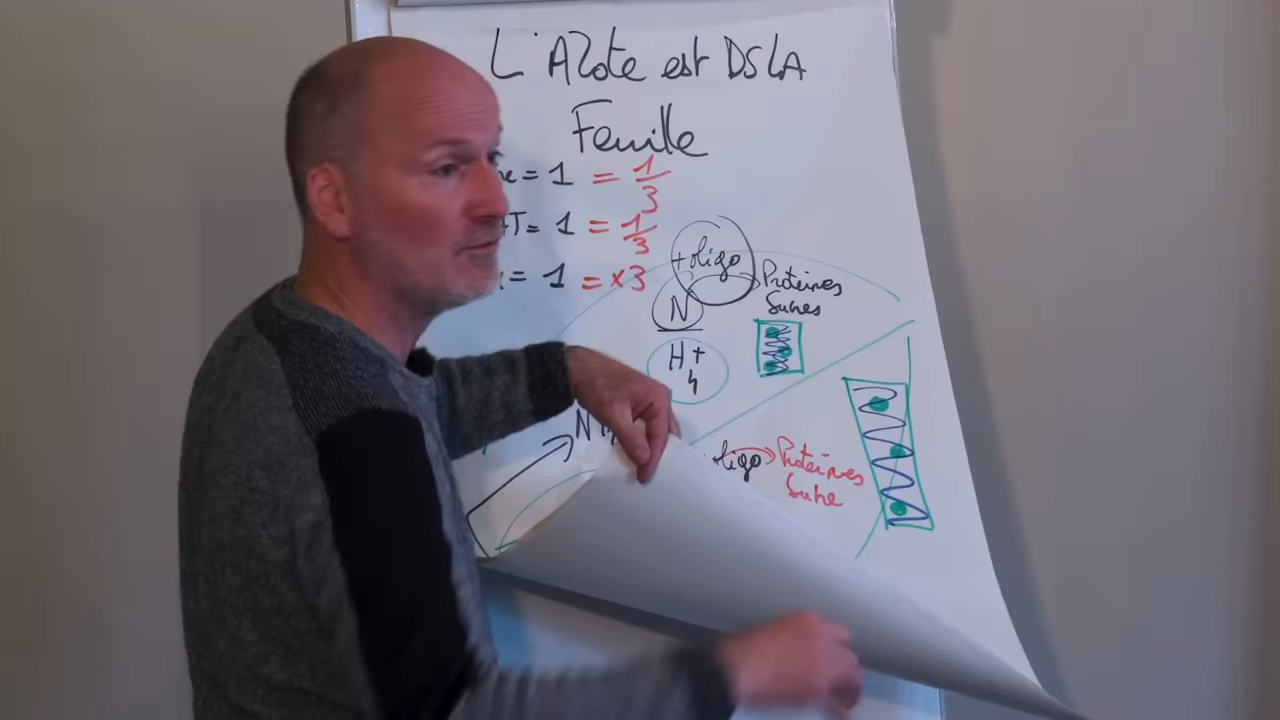 L'Azote est DS LA
Feuille
= 1 = 1/3
T = 1 = 1/3
= 1 = x3
+oligo
N
Protéines
Sucres
H+
N
oligo
Protéines
Sucre